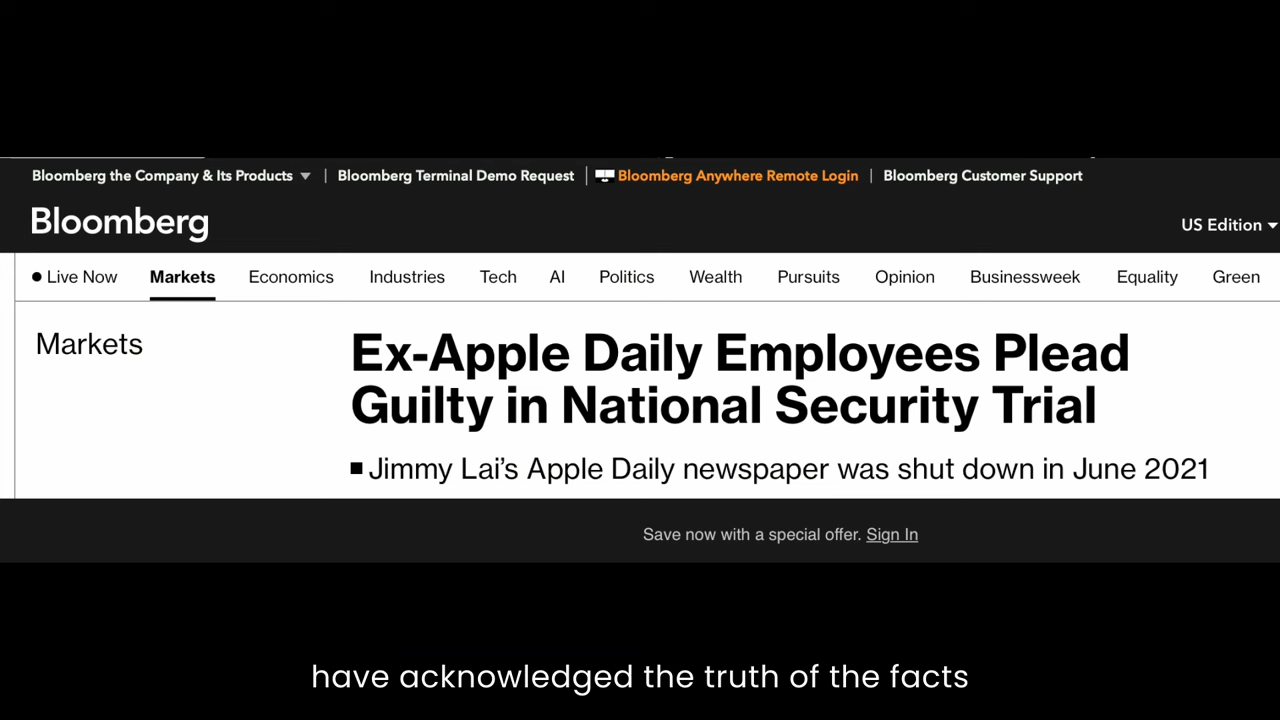 Bloomberg the Company & Its Products | Bloomberg Terminal Demo Request | Bloomberg Anywhere Remote Login | Bloomberg Customer Support
Bloomberg
US Edition
Live Now Markets Economics Industries Tech AI Politics Wealth Pursuits Opinion Businessweek Equality Green
Markets
Ex-Apple Daily Employees Plead
Guilty in National Security Trial
Jimmy Lai’s Apple Daily newspaper was shut down in June 2021
Save now with a special offer. Sign In
have acknowledged the truth of the facts